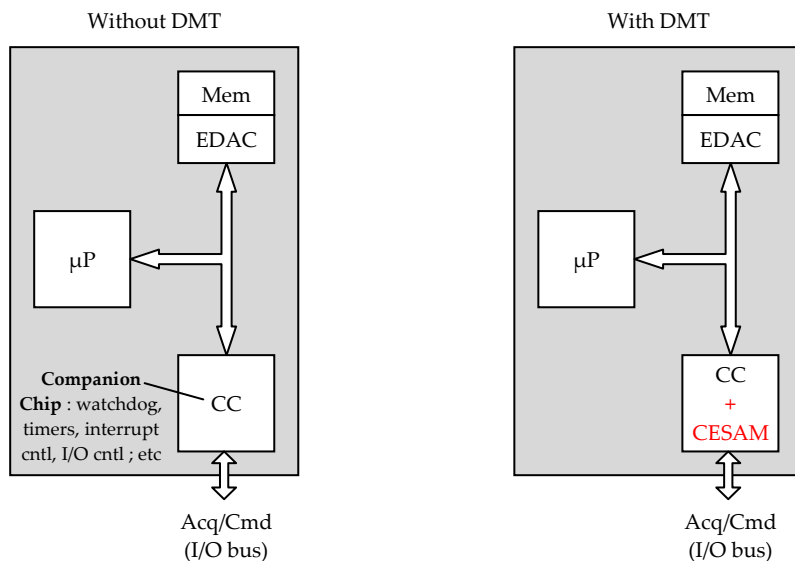 Without DMT
Mem
EDAC
µP
Companion
Chip : watchdog,
timers, interrupt
cntl, I/O cntl ; etc
CC
Acq/Cmd
(I/O bus)
With DMT
Mem
EDAC
µP
CC
+
CESAM
Acq/Cmd
(I/O bus)